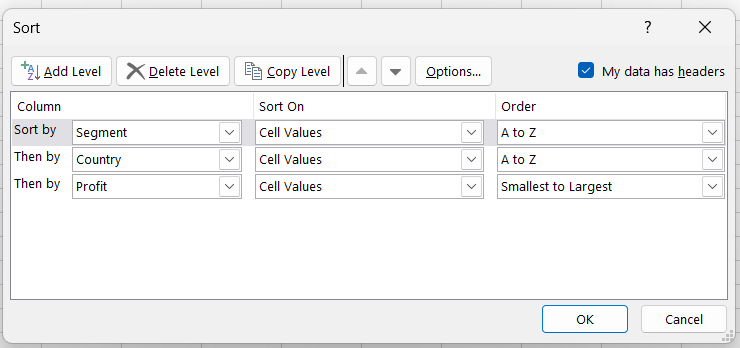 Sort ?
Add Level Delete Level Copy Level Options... My data has headers
Column Sort On Order
Sort by Segment Cell Values A to Z
Then by Country Cell Values A to Z
Then by Profit Cell Values Smallest to Largest
OK Cancel